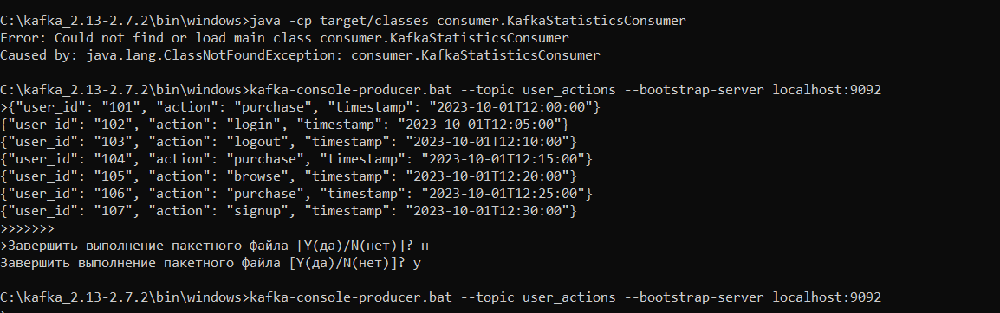 C:\kafka_2.13-2.7.2\bin\windows>java -cp target/classes consumer.KafkaStatisticsConsumer
Error: Could not find or load main class consumer.KafkaStatisticsConsumer
Caused by: java.lang.ClassNotFoundException: consumer.KafkaStatisticsConsumer
C:\kafka_2.13-2.7.2\bin\windows>kafka-console-producer.bat --topic user_actions --bootstrap-server localhost:9092
>{"user_id": "101", "action": "purchase", "timestamp": "2023-10-01T12:00:00"}
{"user_id": "102", "action": "login", "timestamp": "2023-10-01T12:05:00"}
{"user_id": "103", "action": "logout", "timestamp": "2023-10-01T12:10:00"}
{"user_id": "104", "action": "purchase", "timestamp": "2023-10-01T12:15:00"}
{"user_id": "105", "action": "browse", "timestamp": "2023-10-01T12:20:00"}
{"user_id": "106", "action": "purchase", "timestamp": "2023-10-01T12:25:00"}
{"user_id": "107", "action": "signup", "timestamp": "2023-10-01T12:30:00"}
>>>>>>>
>Завершить выполнение пакетного файла [Y(да)/N(нет)]? н
Завершить выполнение пакетного файла [Y(да)/N(нет)]? y
C:\kafka_2.13-2.7.2\bin\windows>kafka-console-producer.bat --topic user_actions --bootstrap-server localhost:9092
>